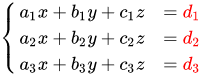 a₁x + b₁y + c₁z = d₁
a₂x + b₂y + c₂z = d₂
a₃x + b₃y + c₃z = d₃